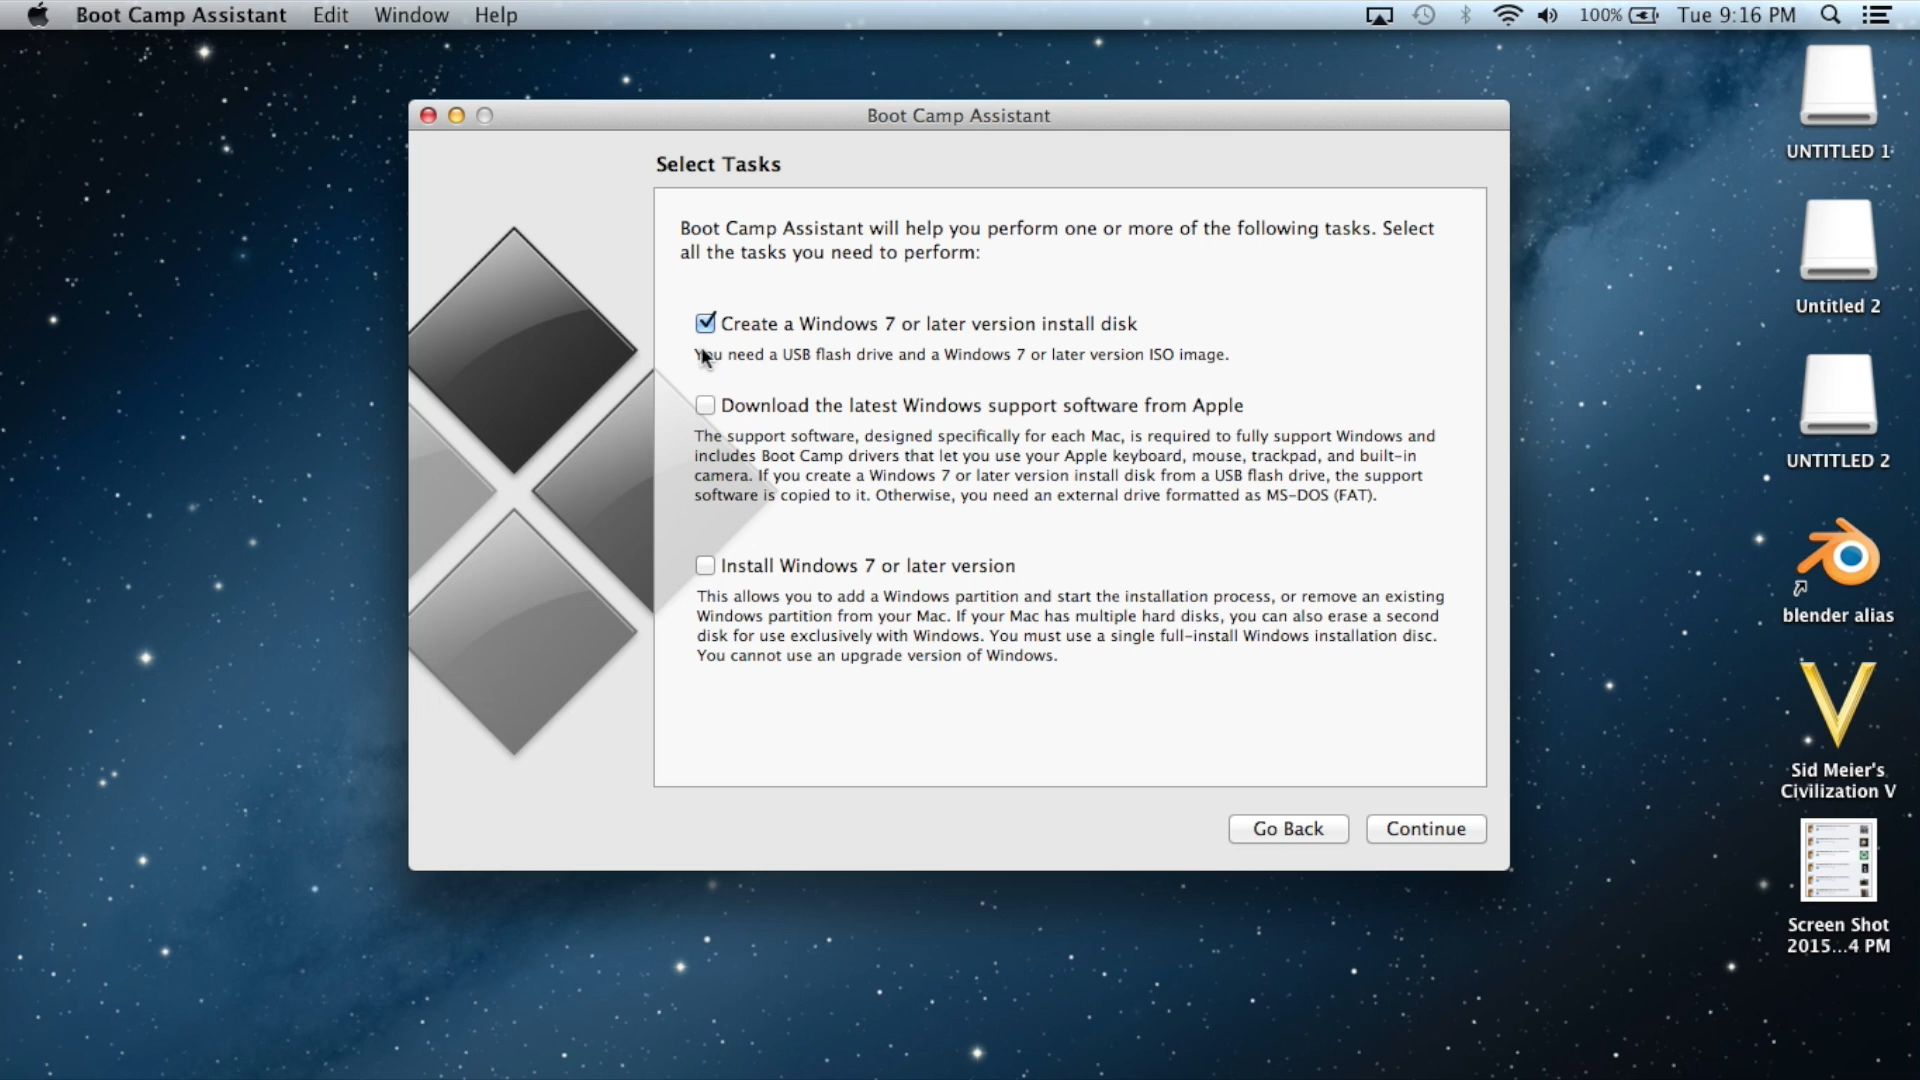 Boot Camp Assistant Edit Window Help 100% Tue 9:16 PM
Boot Camp Assistant
Select Tasks
Boot Camp Assistant will help you perform one or more of the following tasks. Select
all the tasks you need to perform:
Create a Windows 7 or later version install disk
You need a USB flash drive and a Windows 7 or later version ISO image.
Download the latest Windows support software from Apple
The support software, designed specifically for each Mac, is required to fully support Windows and
includes Boot Camp drivers that let you use your Apple keyboard, mouse, trackpad, and built-in
camera. If you create a Windows 7 or later version install disk from a USB flash drive, the support
software is copied to it. Otherwise, you need an external drive formatted as MS-DOS (FAT).
Install Windows 7 or later version
This allows you to add a Windows partition and start the installation process, or remove an existing
Windows partition from your Mac. If your Mac has multiple hard disks, you can also erase a second
disk for use exclusively with Windows. You must use a single full-install Windows installation disc.
You cannot use an upgrade version of Windows.
Go Back Continue
UNTITLED 1
Untitled 2
UNTITLED 2
blender alias
Sid Meier's
Civilization V
Screen Shot
2015...4 PM